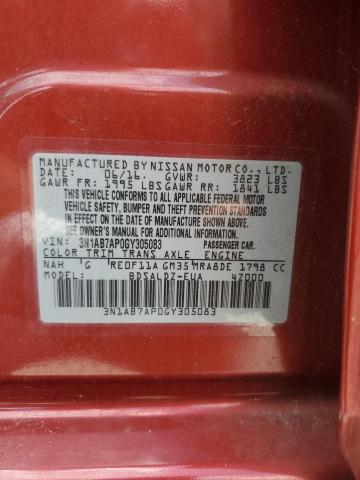 MANUFACTURED BY NISSAN MOTOR CO., LTD.
DATE: 06/16. GVWR: 3823 LBS
GAWR FR: 1995 LBS GAWR RR: 1841 LBS
THIS VEHICLE CONFORMS TO ALL APPLICABLE FEDERAL MOTOR
VEHICLE SAFETY, BUMPER AND THEFT PREVENTION STANDARDS
IN EFFECT ON THE DATE OF MANUFACTURE SHOWN ABOVE.
SEE OWNER'S MANUAL FOR ADDITIONAL INFORMATION
VIN: 3N1AB7AP0GY305083 PASSENGER CAR.
COLOR TRIM TRANS AXLE ENGINE
NAH 'G 'RE0F11A GM35 MRA8DE 1798 CC
BDSALDZ-EUA 4Z000
3N1AB7AP0GY305083